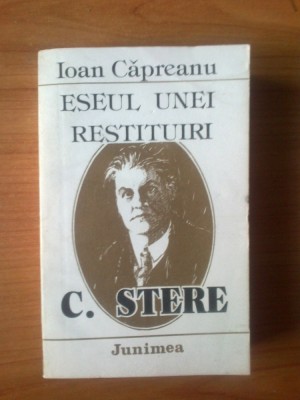 Ioan Căpreanu
ESEUL UNEI
RESTITUIRI
C. STERE
Junimea